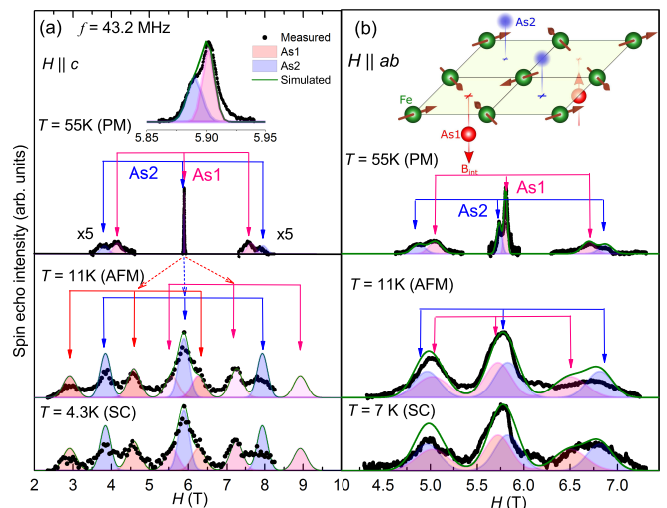 (a)
f = 43.2 MHz
Measured
As1
As2
Simulated
H || c
T = 55K (PM)
5.85 5.90 5.95
As2 As1
x5 x5
T = 11K (AFM)
T = 4.3K (SC)
2 3 4 5 6 7 8 9 10
H (T)
Spin echo intensity (arb. units)
(b)
As2
H || ab
Fe
As1
B_int
T = 55K (PM)
As1
As2
T = 11K (AFM)
T = 7 K (SC)
4.5 5.0 5.5 6.0 6.5 7.0
H (T)